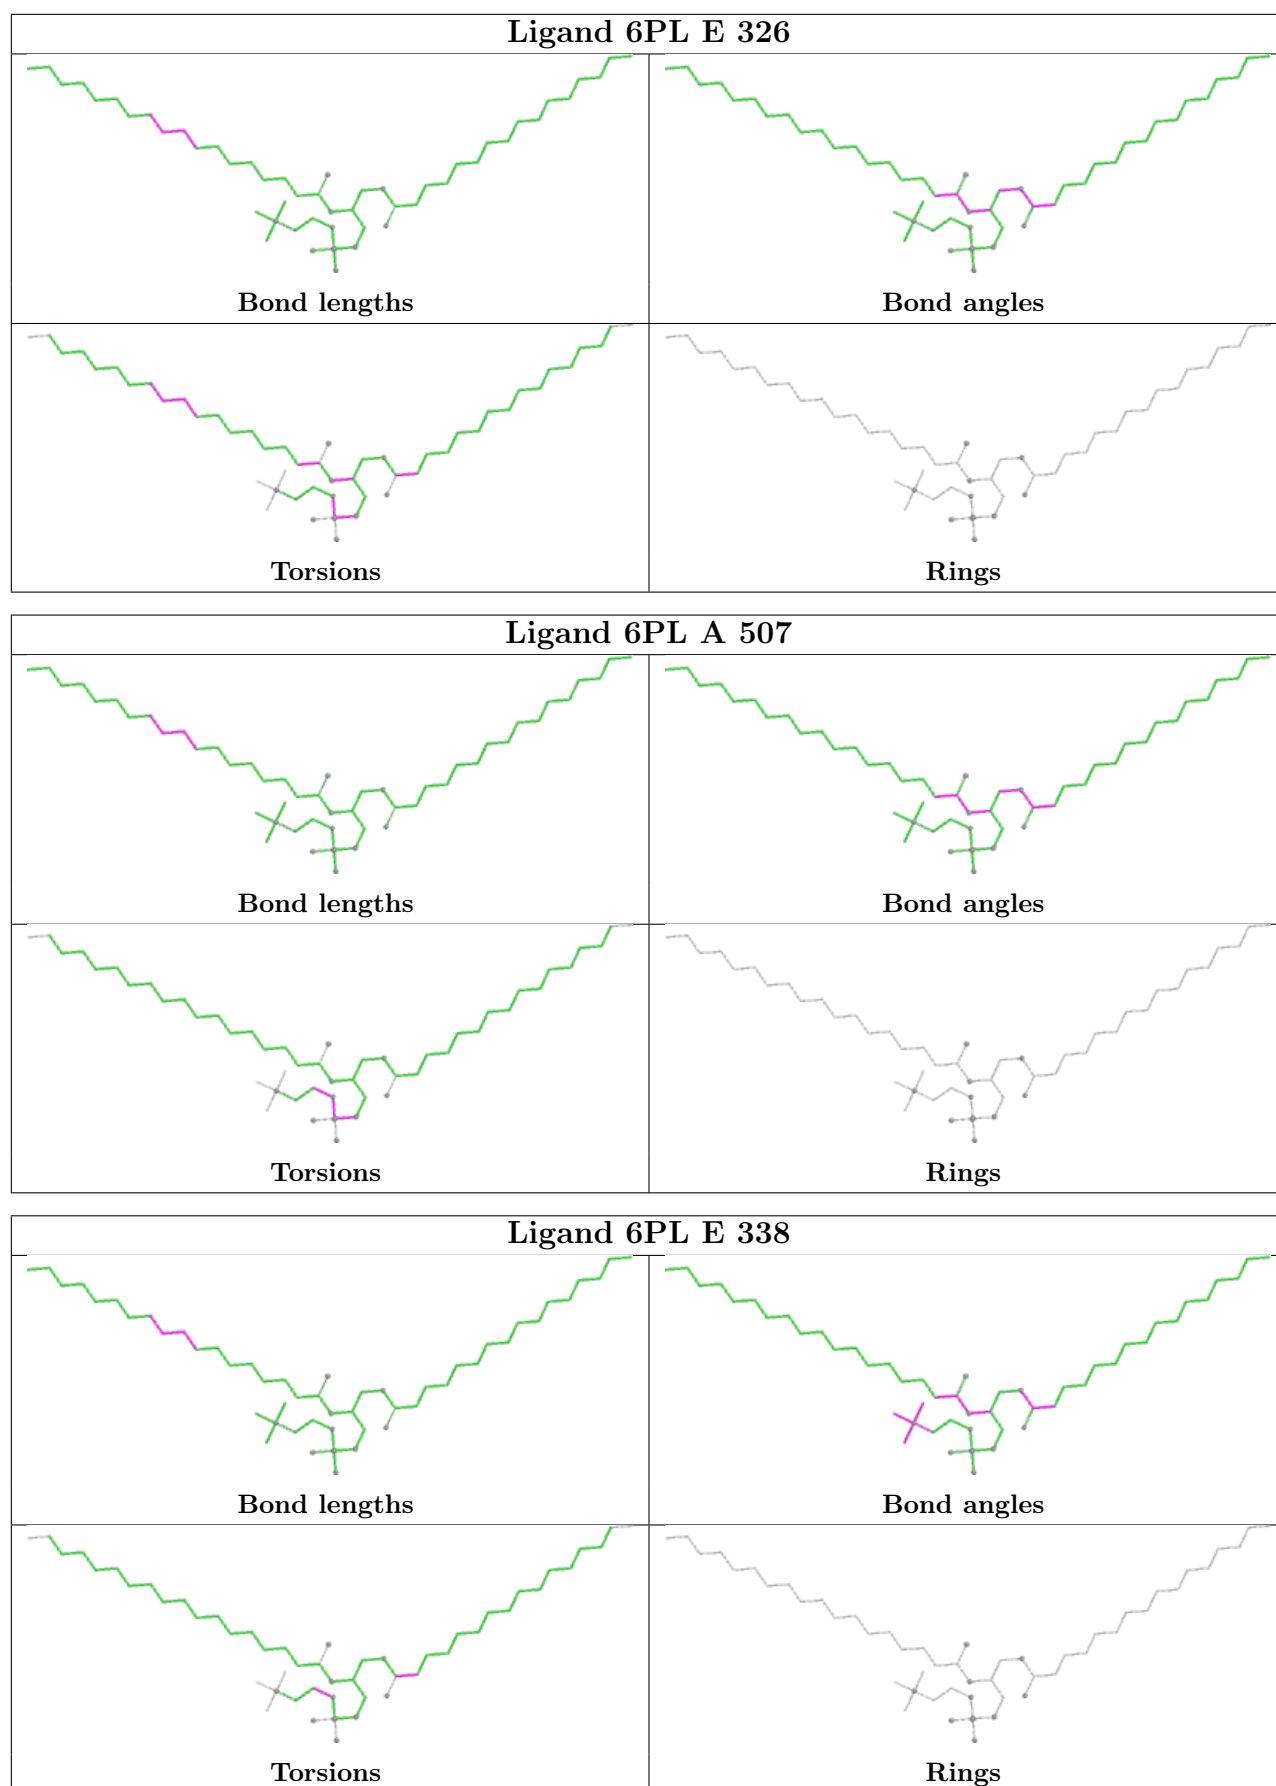 Ligand 6PL E 326
Bond lengths
Bond angles
Torsions
Rings
Ligand 6PL A 507
Bond lengths
Bond angles
Torsions
Rings
Ligand 6PL E 338
Bond lengths
Bond angles
Torsions
Rings